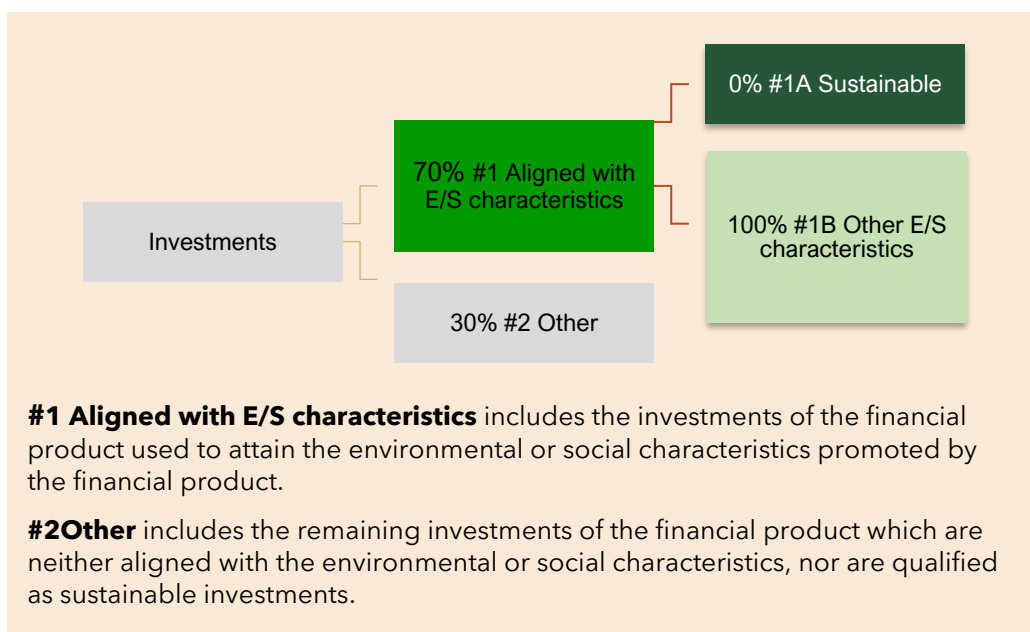 0% #1A Sustainable
70% #1 Aligned with
E/S characteristics
Investments
100% #1B Other E/S
characteristics
30% #2 Other
#1 Aligned with E/S characteristics includes the investments of the financial
product used to attain the environmental or social characteristics promoted by
the financial product.
#2Other includes the remaining investments of the financial product which are
neither aligned with the environmental or social characteristics, nor are qualified
as sustainable investments.